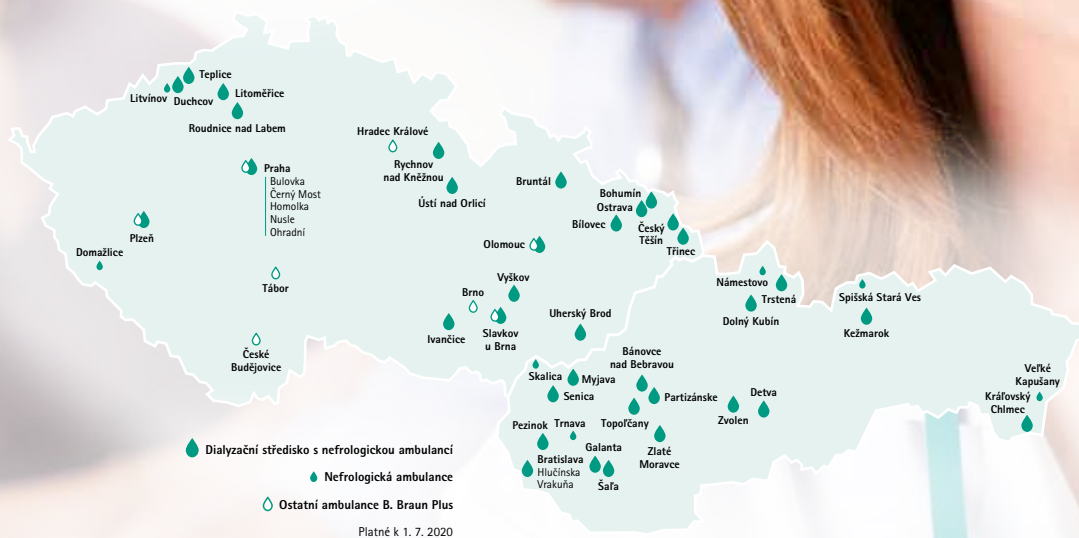 Teplice
Litvínov
Duchcov
Litoměřice
Roudnice nad Labem
Hradec Králové
Rychnov
nad Kněžnou
Ústí nad Orlicí
Praha
Bulovka
Černý Most
Homolka
Nusle
Ohradní
Plzeň
Domažlice
Tábor
České
Budějovice
Bruntál
Bohumín
Ostrava
Bílovec
Český
Těšín
Třinec
Olomouc
Vyškov
Brno
Ivančice
Slavkov
u Brna
Uherský Brod
Námestovo
Trstená
Dolný Kubín
Spišská Stará Ves
Kežmarok
Bánovce
nad Bebravou
Skalica
Myjava
Senica
Partizánske
Detva
Zvolen
Topoľčany
Pezinok
Trnava
Galanta
Zlaté
Moravce
Bratislava
Hlučínska
Vrakuňa
Šaľa
Veľké
Kapušany
Kráľovský
Chlmec
Dialyzační středisko s nefrologickou ambulancí
Nefrologická ambulance
Ostatní ambulance B. Braun Plus
Platné k 1. 7. 2020